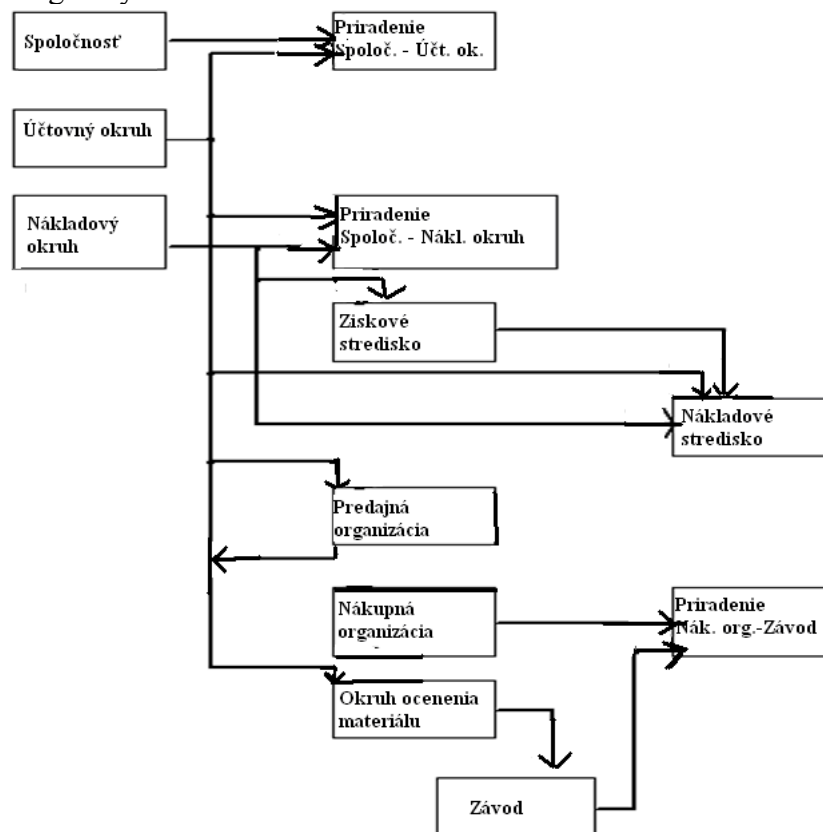 Spoločnosť
Priradenie
Spoloč. - Účt. ok.
Účtovný okruh
Nákladový
okruh
Priradenie
Spoloč. - Nákl. okruh
Ziskové
stredisko
Nákladové
stredisko
Predajná
organizácia
Nákupná
organizácia
Priradenie
Nák. org.-Závod
Okruh ocenenia
materiálu
Závod